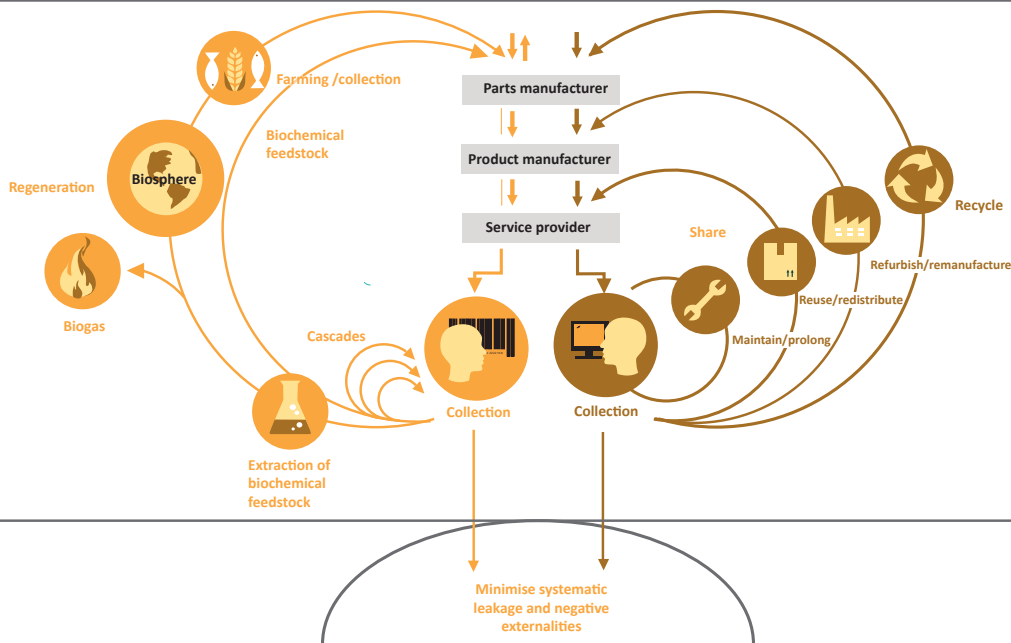 Farming /collection
Parts manufacturer
Biochemical
feedstock
Product manufacturer
Biosphere
Regeneration
Recycle
Service provider
Share
Refurbish/remanufacture
Reuse/redistribute
Biogas
Cascades
Maintain/prolong
Collection
Collection
Extraction of
biochemical
feedstock
Minimise systematic
leakage and negative
externalities